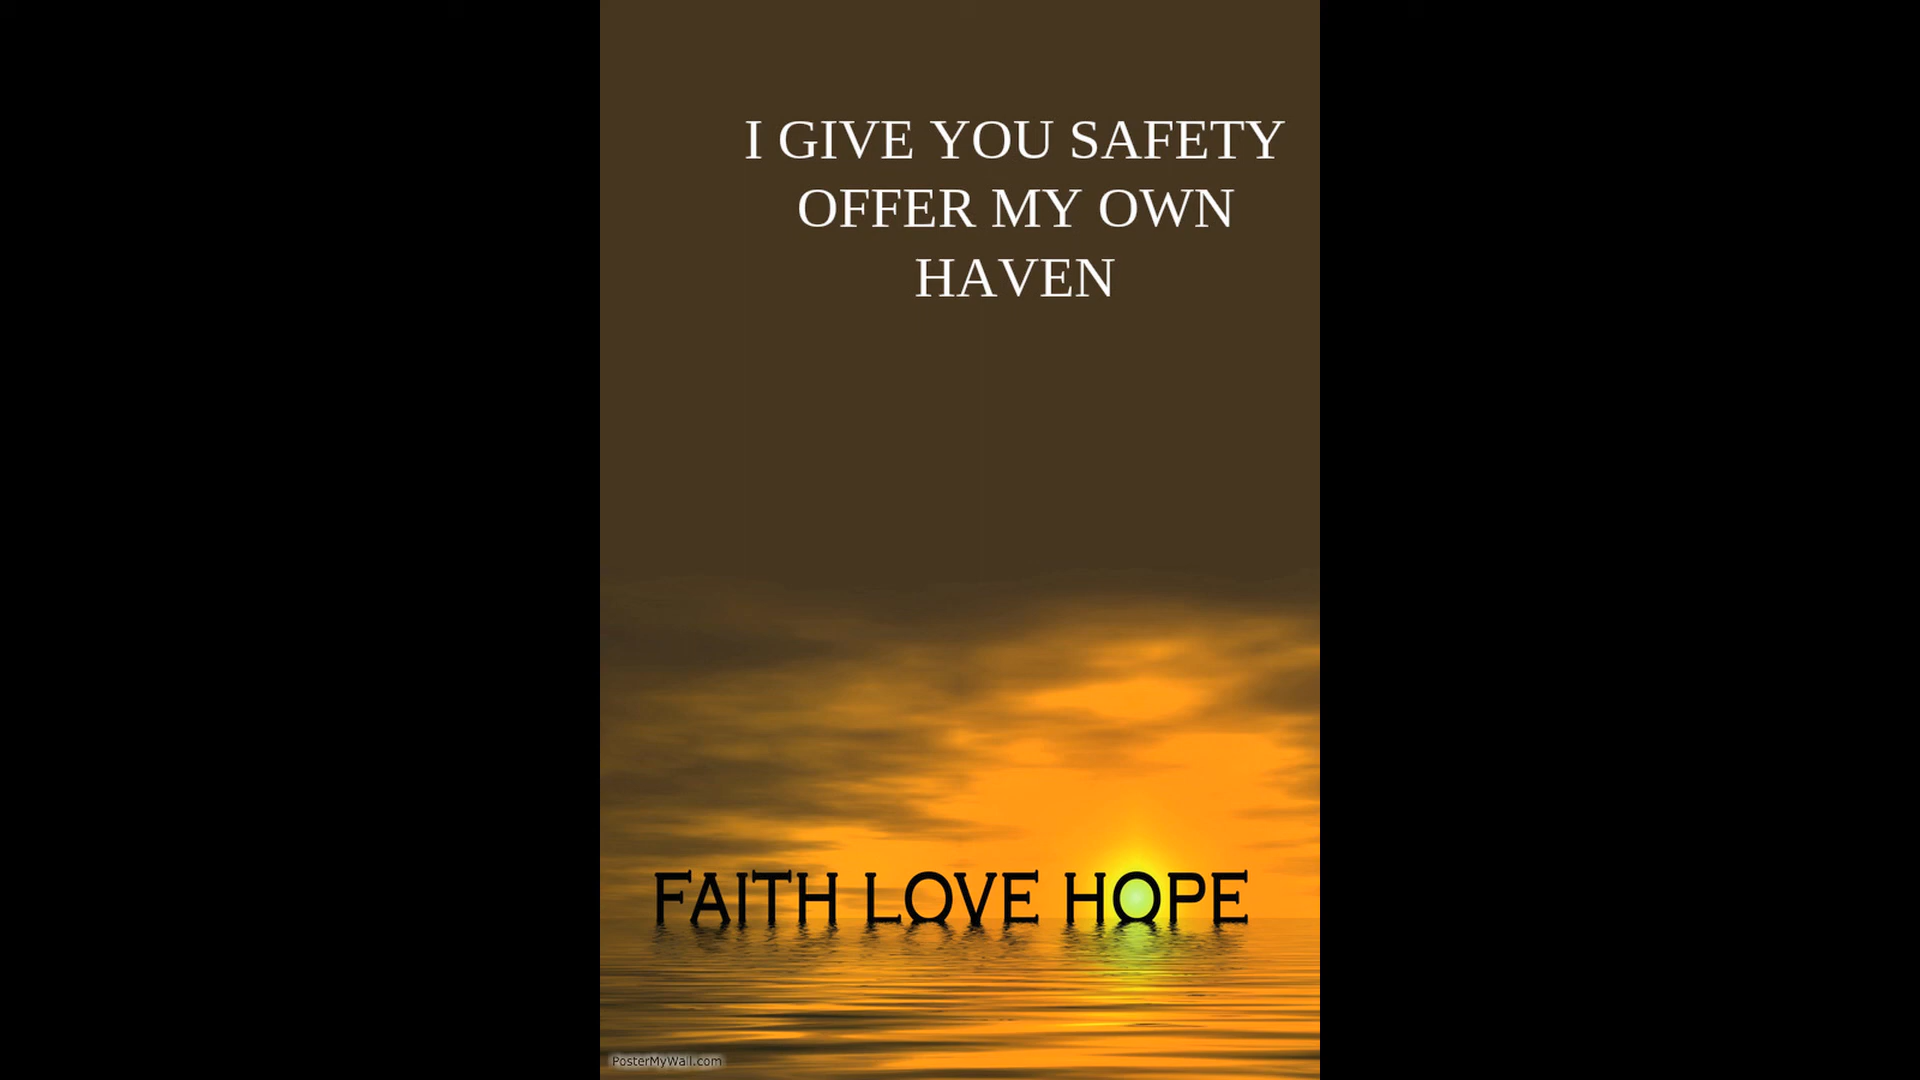 I GIVE YOU SAFETY
OFFER MY OWN
HAVEN
FAITH LOVE HOPE
PosterMyWall.com